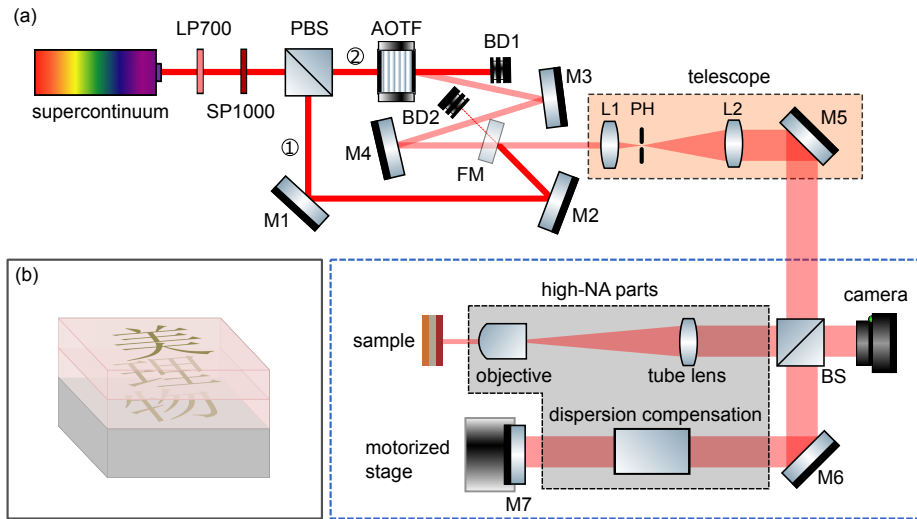 (a)
LP700
PBS
②
AOTF
BD1
M3
telescope
supercontinuum
SP1000
BD2
L1
PH
L2
M5
①
M4
FM
M1
M2
(b)
high-NA parts
camera
sample
objective
tube lens
BS
dispersion compensation
motorized
stage
M7
M6
美
理
物